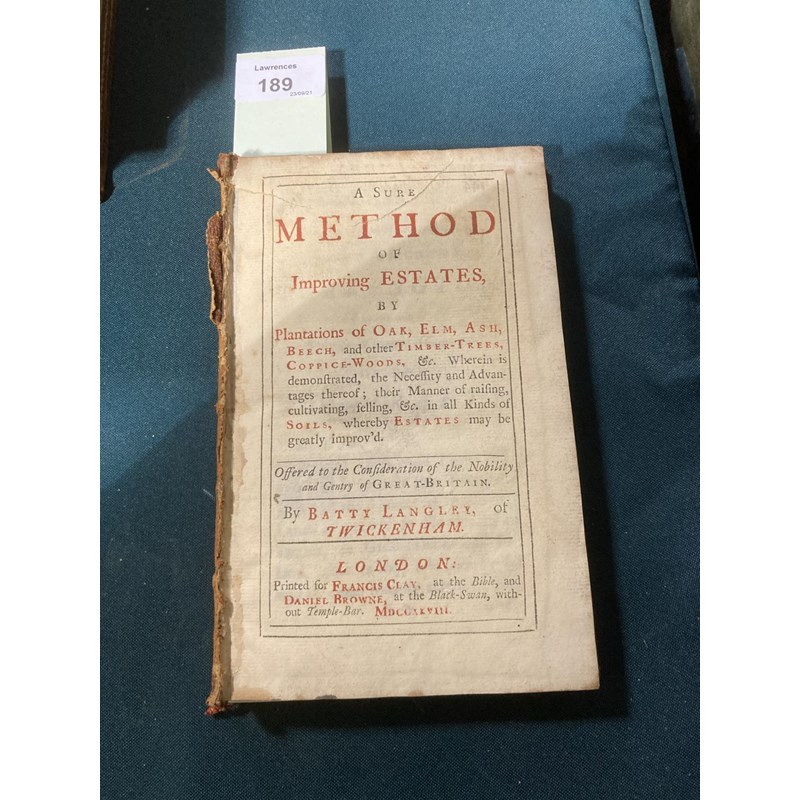 Lawrences
189
23/09/21
A SURE
METHOD
OF
Improving ESTATES,
BY
Plantations of OAK, ELM, ASH,
BEECH, and other TIMBER-TREES,
COPPICE-WOODS, &c. Wherein is
demonſtrated, the Neceſſity and Advan-
tages thereof; their Manner of raiſing,
cultivating, ſelling, &c. in all Kinds of
SOILS, whereby ESTATES may be
greatly improv'd.
Offered to the Conſideration of the Nobility
and Gentry of GREAT-BRITAIN.
By BATTY LANGLEY, of
TWICKENHAM.
LONDON:
Printed for FRANCIS CLAY, at the Bible, and
DANIEL BROWNE, at the Black-Swan, with-
out Temple-Bar. MDCCXXVIII.